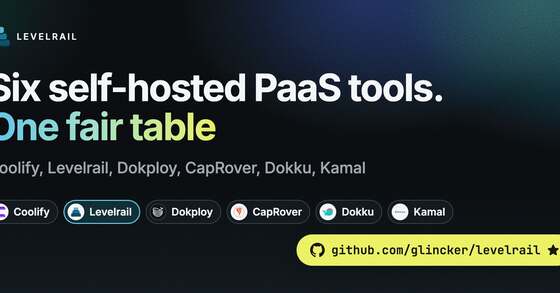 LEVELRAIL
Six self-hosted PaaS tools.
One fair table
Coolify, Levelrail, Dokploy, CapRover, Dokku, Kamal
Coolify Levelrail Dokploy CapRover Dokku Kamal
github.com/glincker/levelrail